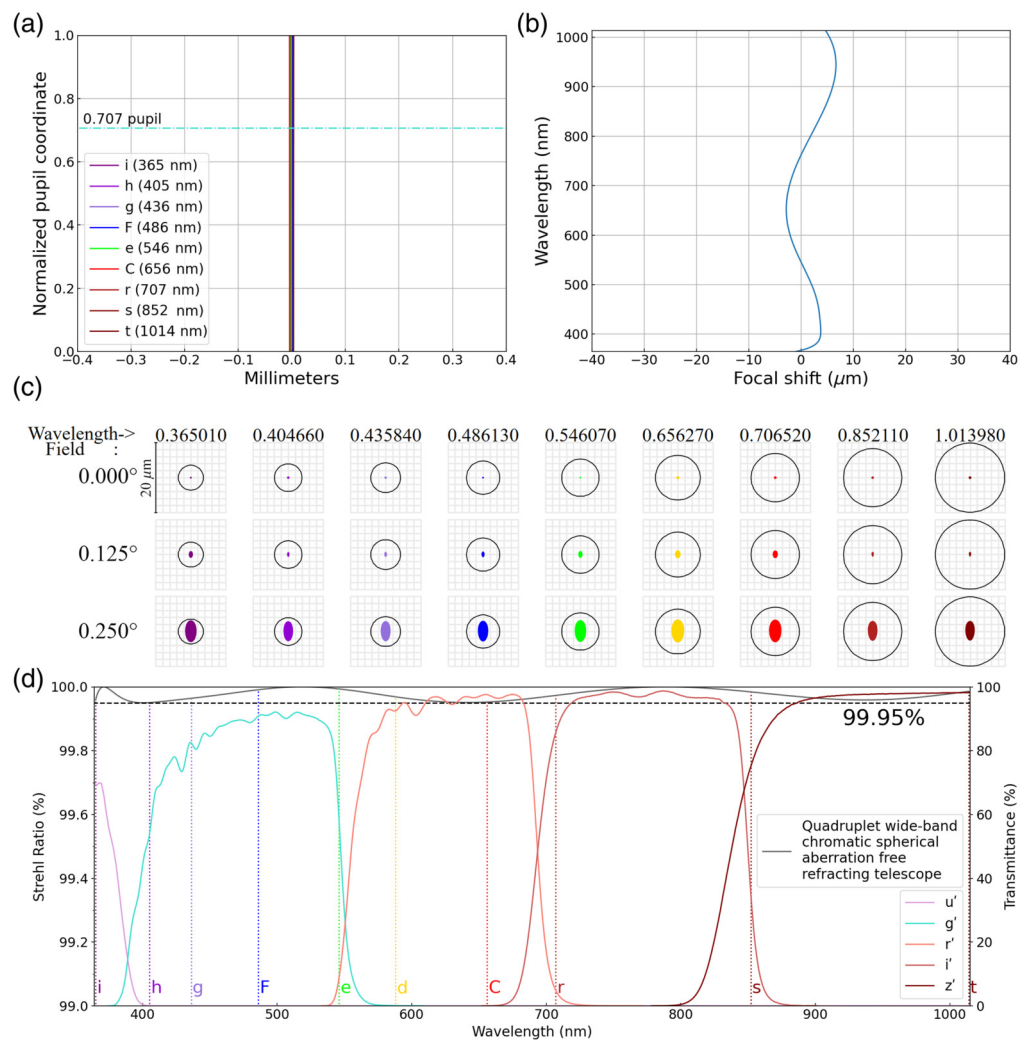 (a)
Normalized pupil coordinate
1.0
0.8
0.6
0.4
0.2
0.0
0.707 pupil
i (365 nm)
h (405 nm)
g (436 nm)
F (486 nm)
e (546 nm)
C (656 nm)
r (707 nm)
s (852 nm)
t (1014 nm)
−0.4 −0.3 −0.2 −0.1 0.0 0.1 0.2 0.3 0.4
Millimeters
(b)
Wavelength (nm)
1000
900
800
700
600
500
400
−40 −30 −20 −10 0 10 20 30 40
Focal shift (μm)
(c)
Wavelength-> 0.365010 0.404660 0.435840 0.486130 0.546070 0.656270 0.706520 0.852110 1.013980
Field :
0.000°
20 μm
0.125°
0.250°
(d)
Strehl Ratio (%)
100.0
99.8
99.6
99.4
99.2
99.0
99.95%
Quadruplet wide-band
chromatic spherical
aberration free
refracting telescope
u′
g′
r′
i′
z′
i h g F e d C r s t
400 500 600 700 800 900 1000
Wavelength (nm)
100
80
60
40
20
0
Transmittance (%)